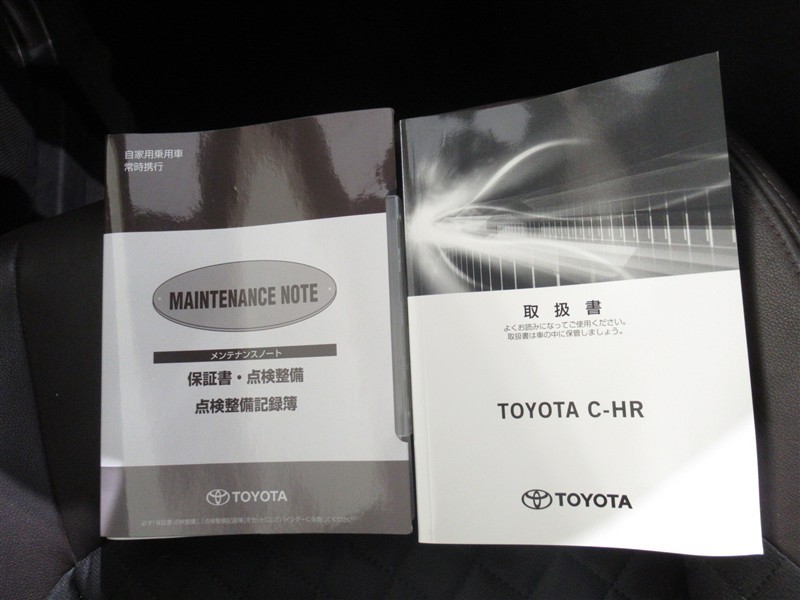 自家用乗用車
常時携行
MAINTENANCE NOTE
メンテナンスノート
保証書・点検整備
点検整備記録簿
TOYOTA
取扱書
よくお読みになってご使用ください。
取扱書は車の中に保管しましょう。
TOYOTA C-HR
TOYOTA